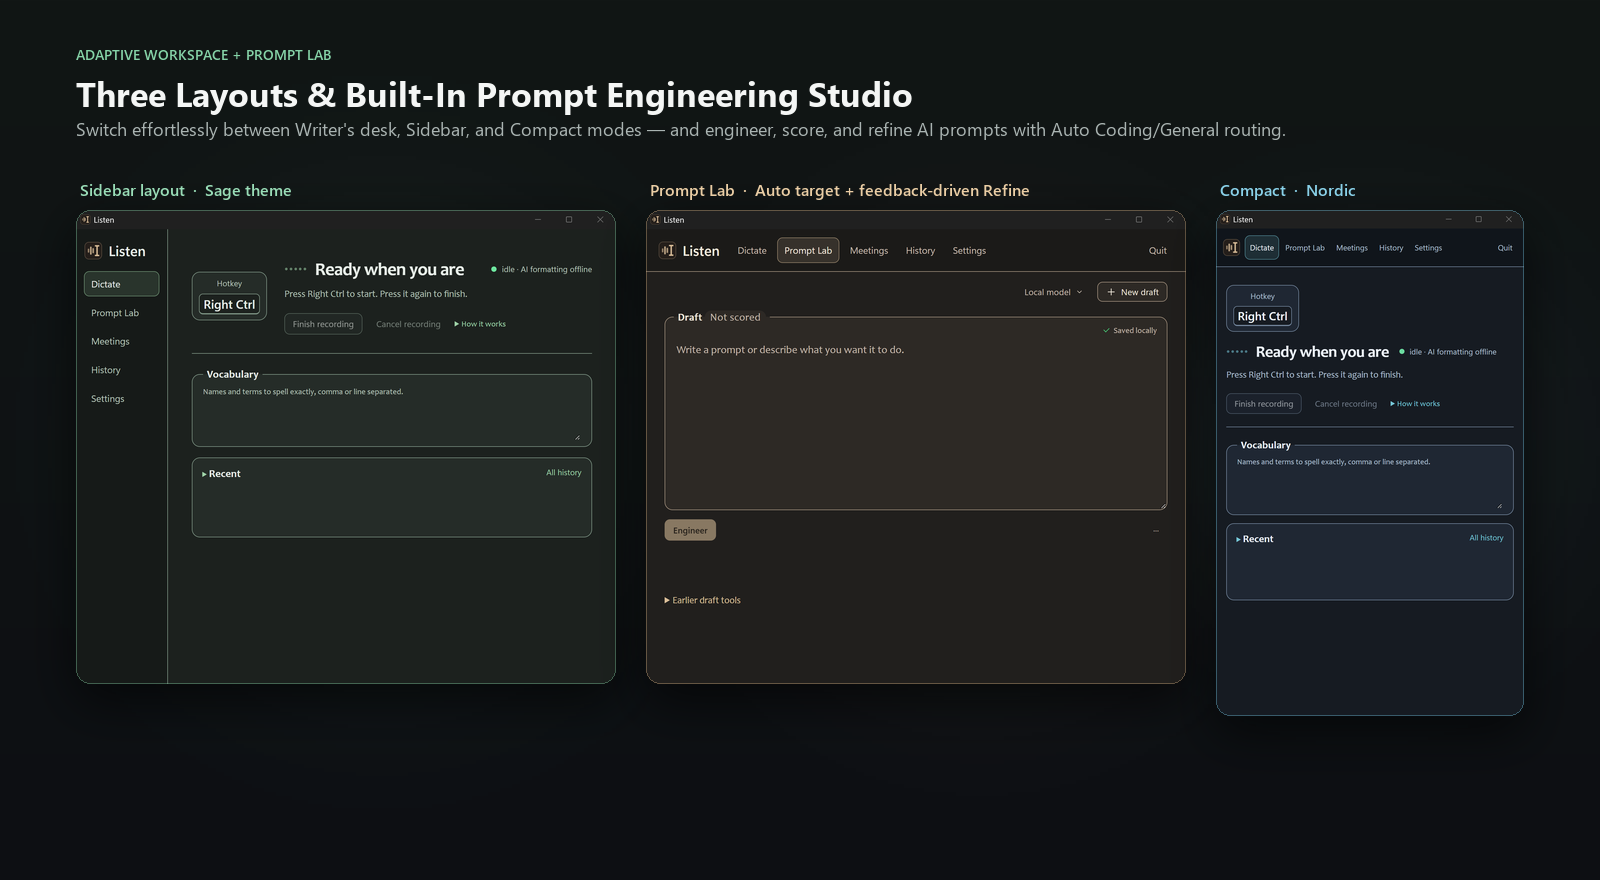 ADAPTIVE WORKSPACE + PROMPT LAB
Three Layouts & Built-In Prompt Engineering Studio
Switch effortlessly between Writer's desk, Sidebar, and Compact modes — and engineer, score, and refine AI prompts with Auto Coding/General routing.
Sidebar layout · Sage theme
Listen
Listen
Dictate
Prompt Lab
Meetings
History
Settings
Hotkey
Right Ctrl
Ready when you are
idle · AI formatting offline
Press Right Ctrl to start. Press it again to finish.
Finish recording
Cancel recording
How it works
Vocabulary
Names and terms to spell exactly, comma or line separated.
Recent
All history
Prompt Lab · Auto target + feedback-driven Refine
Listen
Listen
Dictate
Prompt Lab
Meetings
History
Settings
Quit
Local model
+ New draft
Draft Not scored
Saved locally
Write a prompt or describe what you want it to do.
Engineer
—
Earlier draft tools
Compact · Nordic
Listen
Dictate
Prompt Lab
Meetings
History
Settings
Quit
Hotkey
Right Ctrl
Ready when you are
idle · AI formatting offline
Press Right Ctrl to start. Press it again to finish.
Finish recording
Cancel recording
How it works
Vocabulary
Names and terms to spell exactly, comma or line separated.
Recent
All history